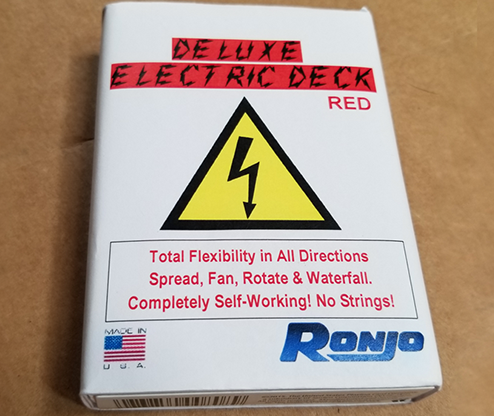 DELUXE
ELECTRIC DECK
RED
Total Flexibility in All Directions
Spread, Fan, Rotate & Waterfall.
Completely Self-Working! No Strings!
MADE IN
U.S.A.
RONJO